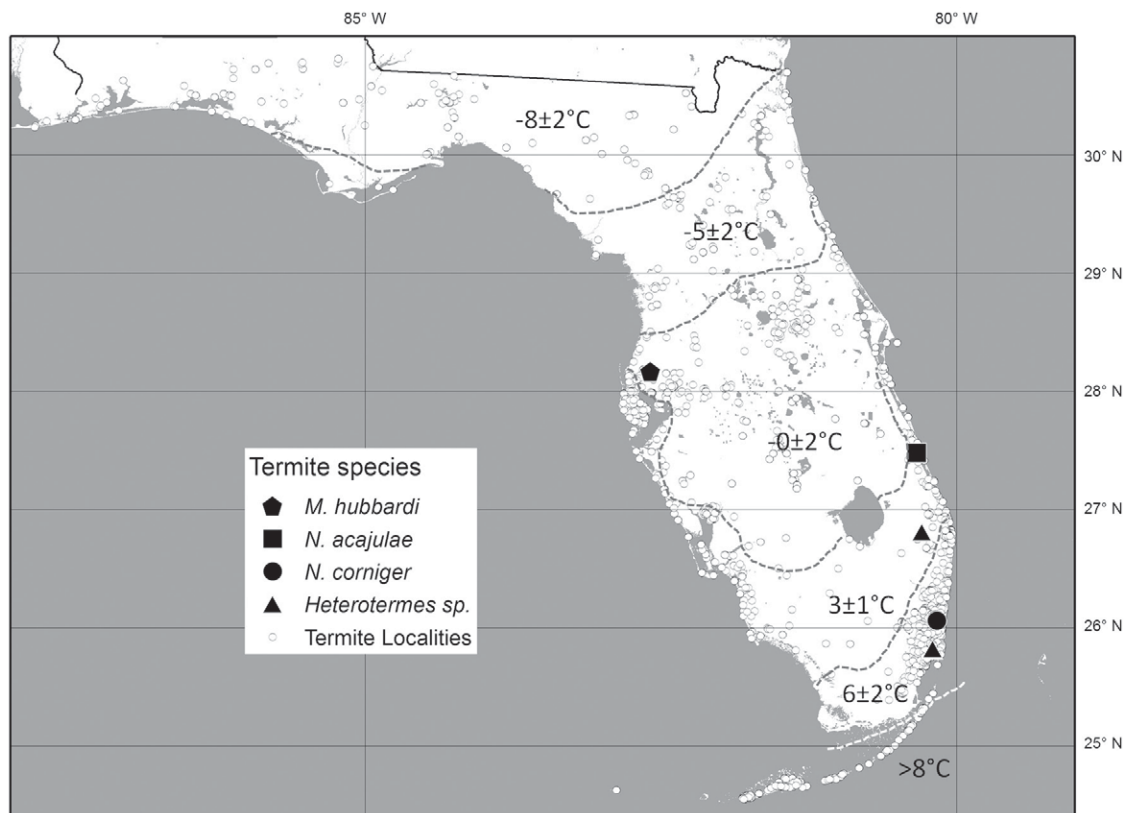 85° W
80° W
-8±2°C
30° N
-5±2°C
29° N
28° N
-0±2°C
Termite species
M. hubbardi
N. acajulae
N. corniger
Heterotermes sp.
Termite Localities
27° N
3±1°C
26° N
6±2°C
25° N
>8°C